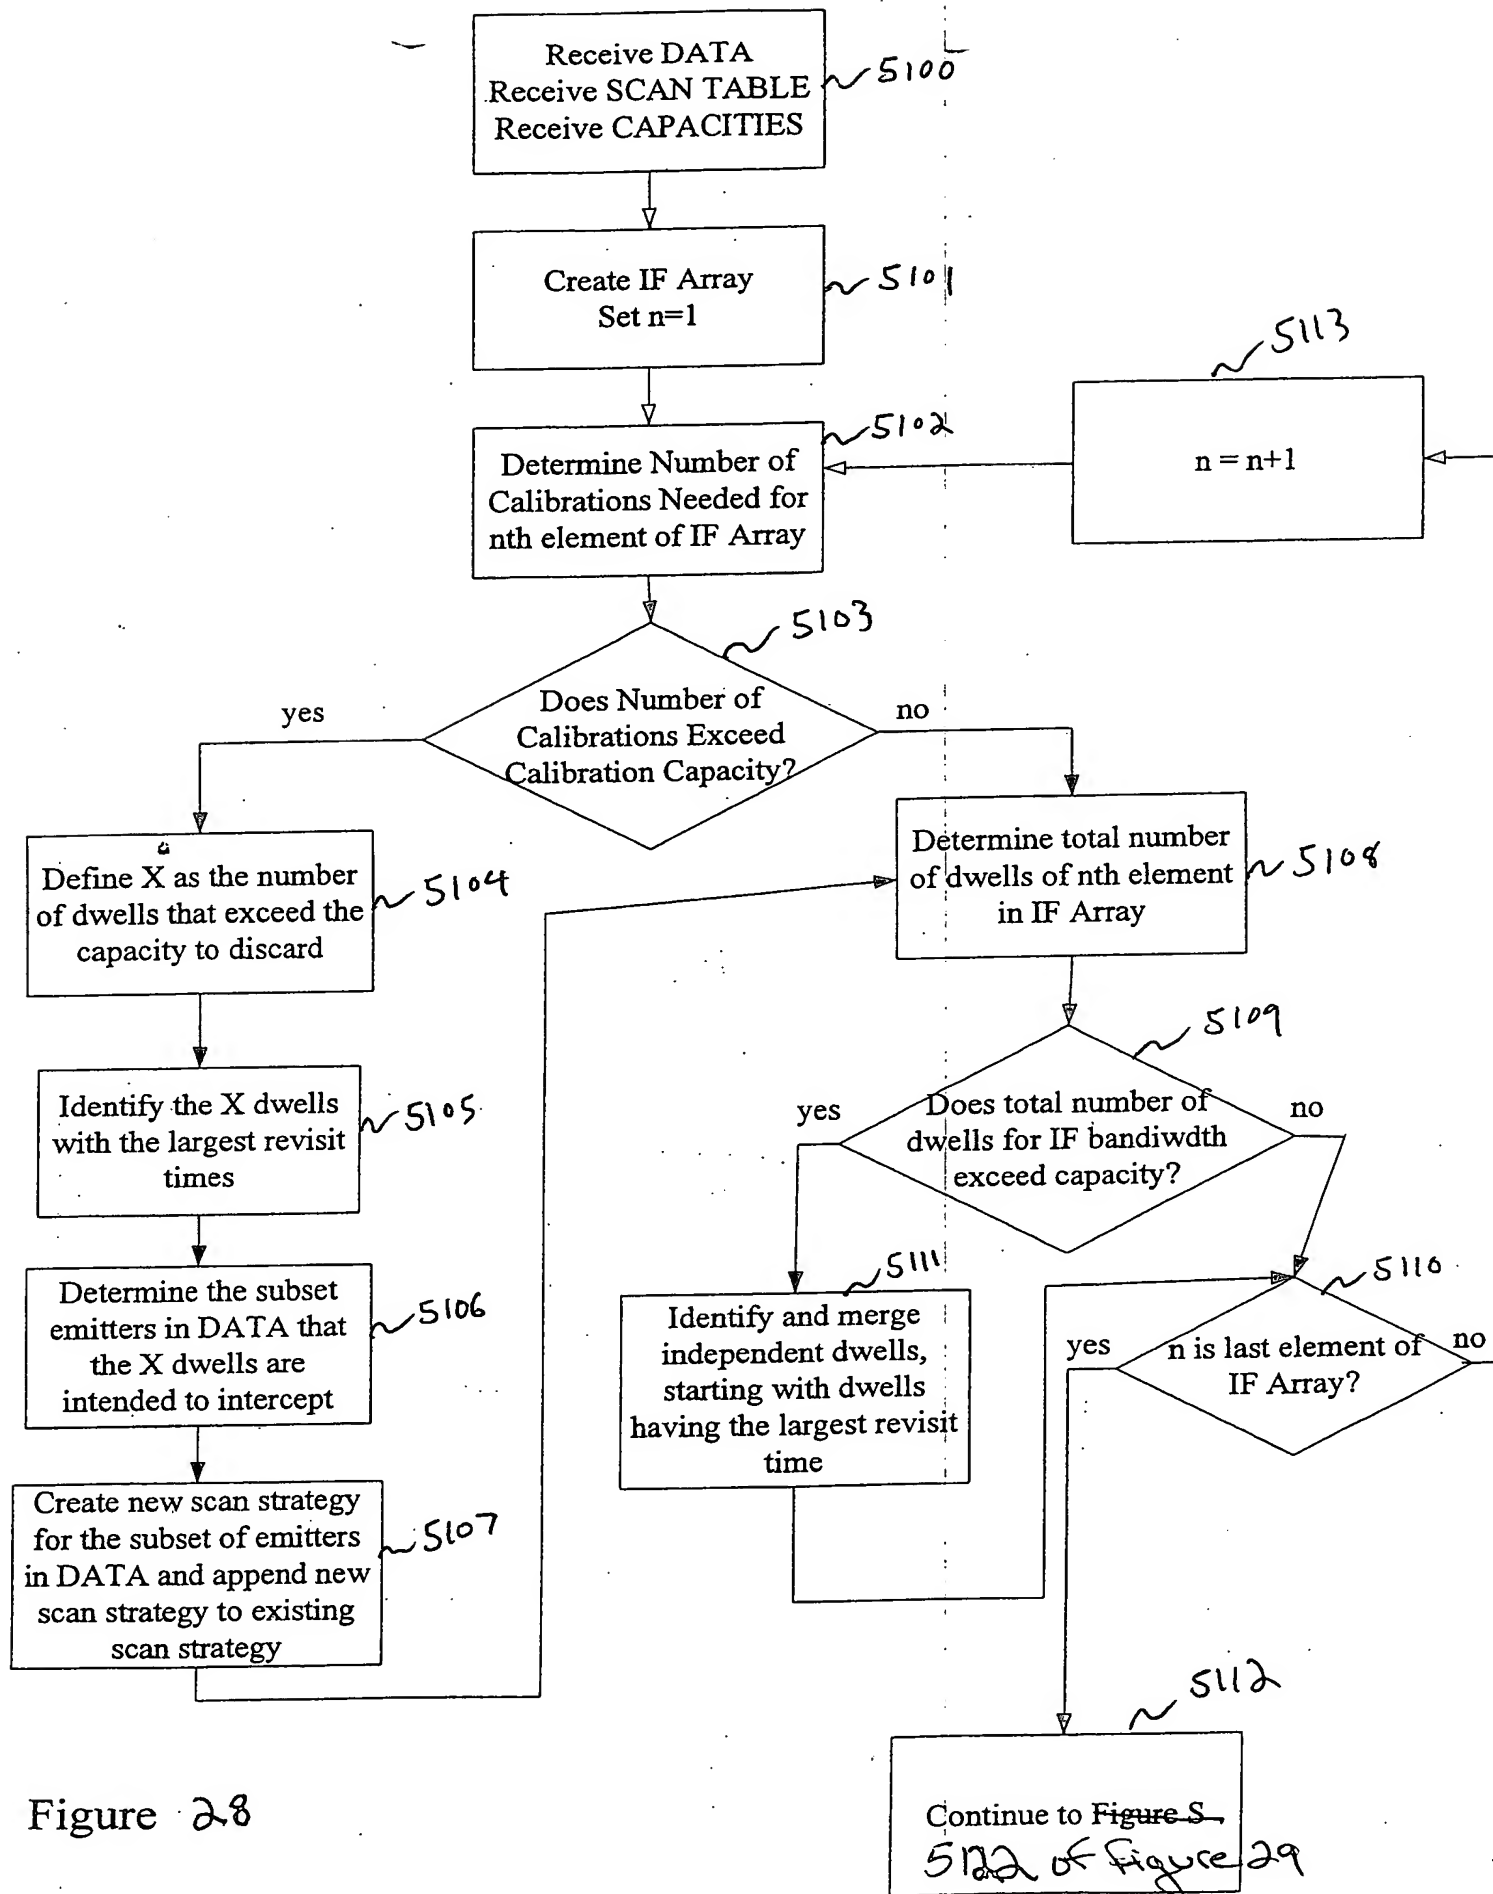 Receive DATA
Receive SCAN TABLE
Receive CAPACITIES
5100
Create IF Array
Set n=1
5101
5113
n = n+1
5102
Determine Number of
Calibrations Needed for
nth element of IF Array
5103
Does Number of
Calibrations Exceed
Calibration Capacity?
yes
no
Define X as the number
of dwells that exceed the
capacity to discard
5104
Determine total number
of dwells of nth element
in IF Array
5108
Identify the X dwells
with the largest revisit
times
5105
5109
Does total number of
dwells for IF bandiwdth
exceed capacity?
yes
no
Determine the subset
emitters in DATA that
the X dwells are
intended to intercept
5106
5111
Identify and merge
independent dwells,
starting with dwells
having the largest revisit
time
5110
n is last element of
IF Array?
yes
no
Create new scan strategy
for the subset of emitters
in DATA and append new
scan strategy to existing
scan strategy
5107
5112
Continue to Figure S
5122 of Figure 29
Figure 28